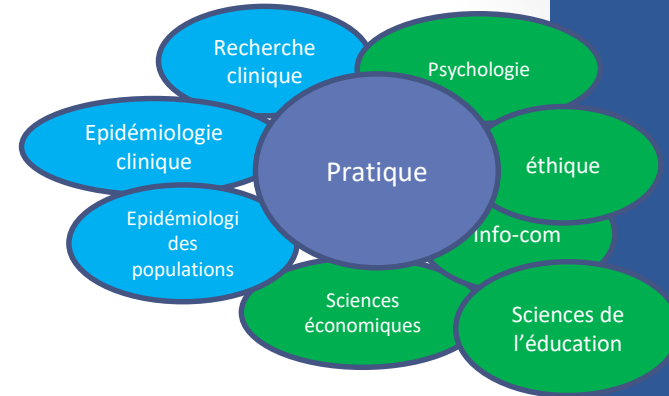 Recherche
clinique
Psychologie
Epidémiologie
clinique
Pratique
éthique
Epidémiologi
des
populations
Info-com
Sciences
économiques
Sciences de
l'éducation